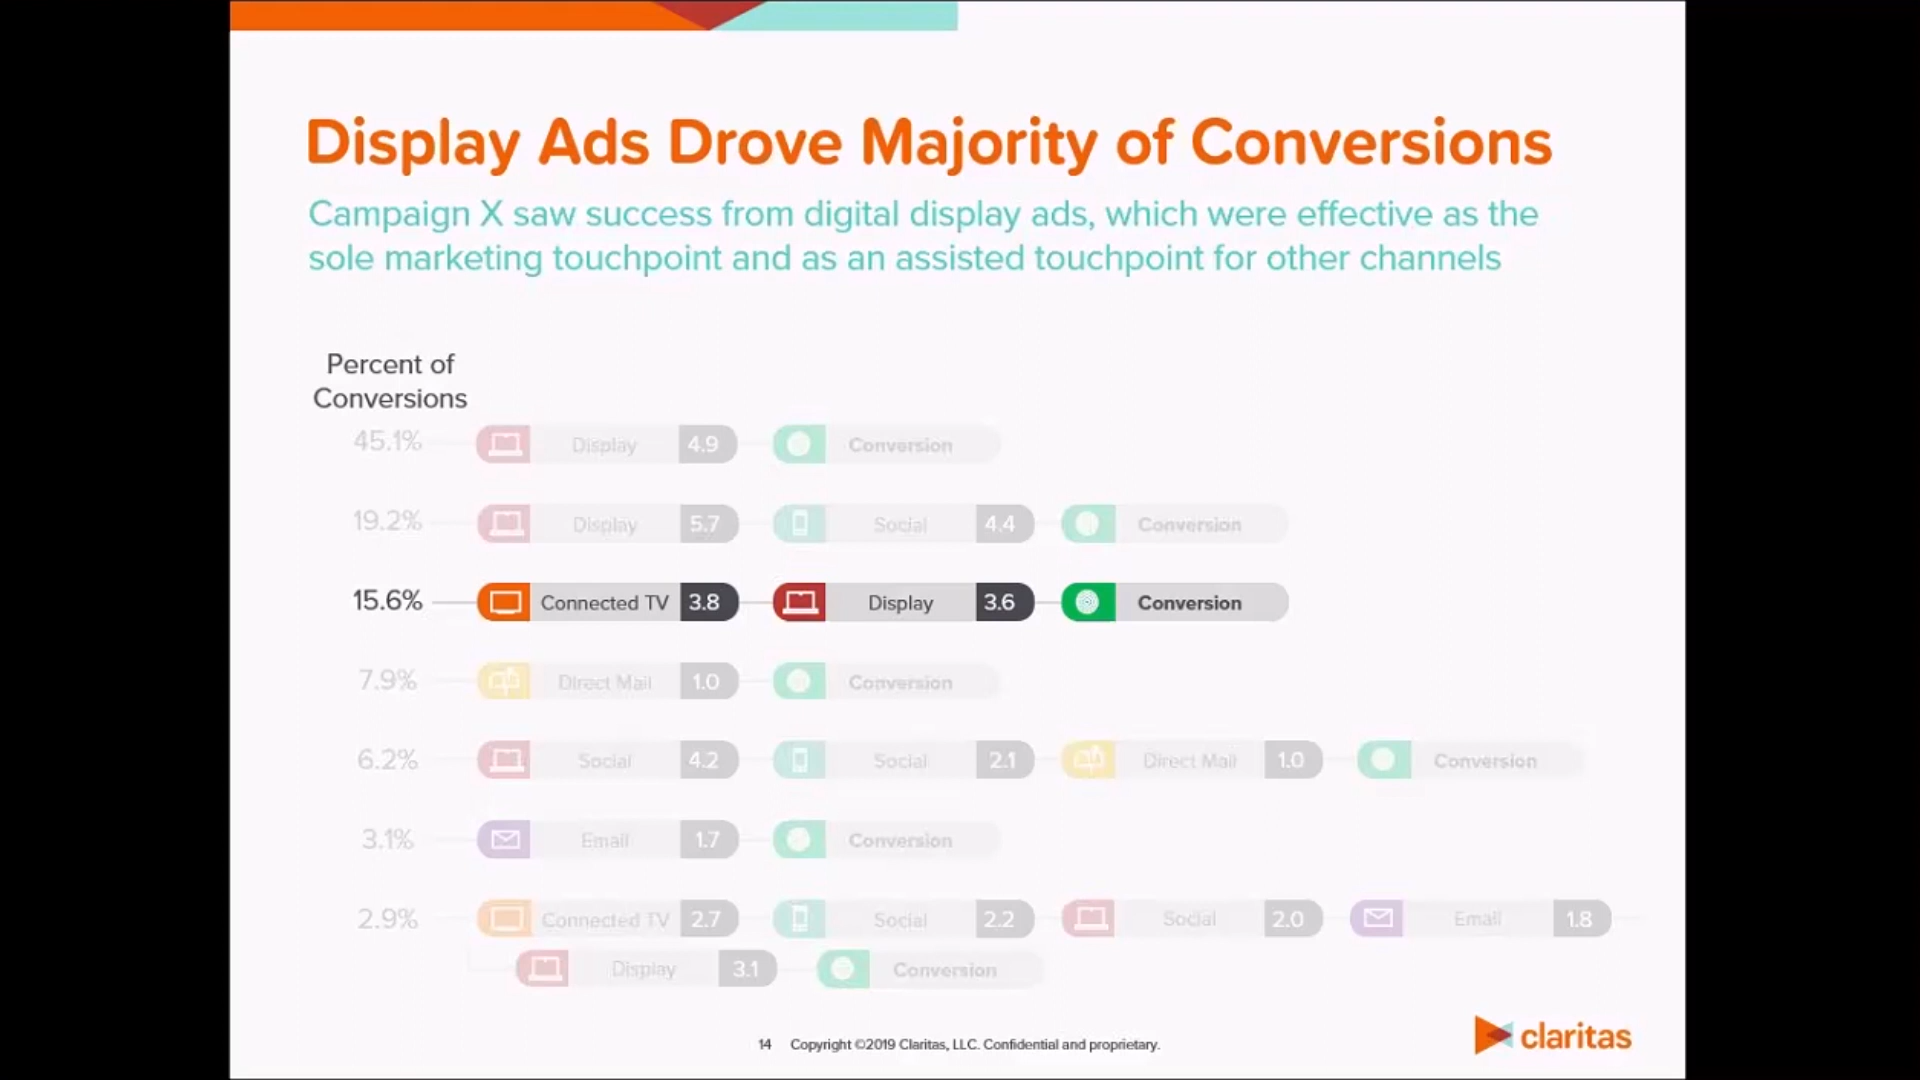 Display Ads Drove Majority of Conversions
Campaign X saw success from digital display ads, which were effective as the
sole marketing touchpoint and as an assisted touchpoint for other channels
Percent of
Conversions
45.1% Display 4.9 Conversion
19.2% Display 5.7 Social 4.4 Conversion
15.6% Connected TV 3.8 Display 3.6 Conversion
7.9% Direct Mail 1.0 Conversion
6.2% Social 4.2 Social 2.1 Direct Mail 1.0 Conversion
3.1% Email 1.7 Conversion
2.9% Connected TV 2.7 Social 2.2 Social 2.0 Email 1.8
Display 3.1 Conversion
14 Copyright ©2019 Claritas, LLC. Confidential and proprietary.
claritas